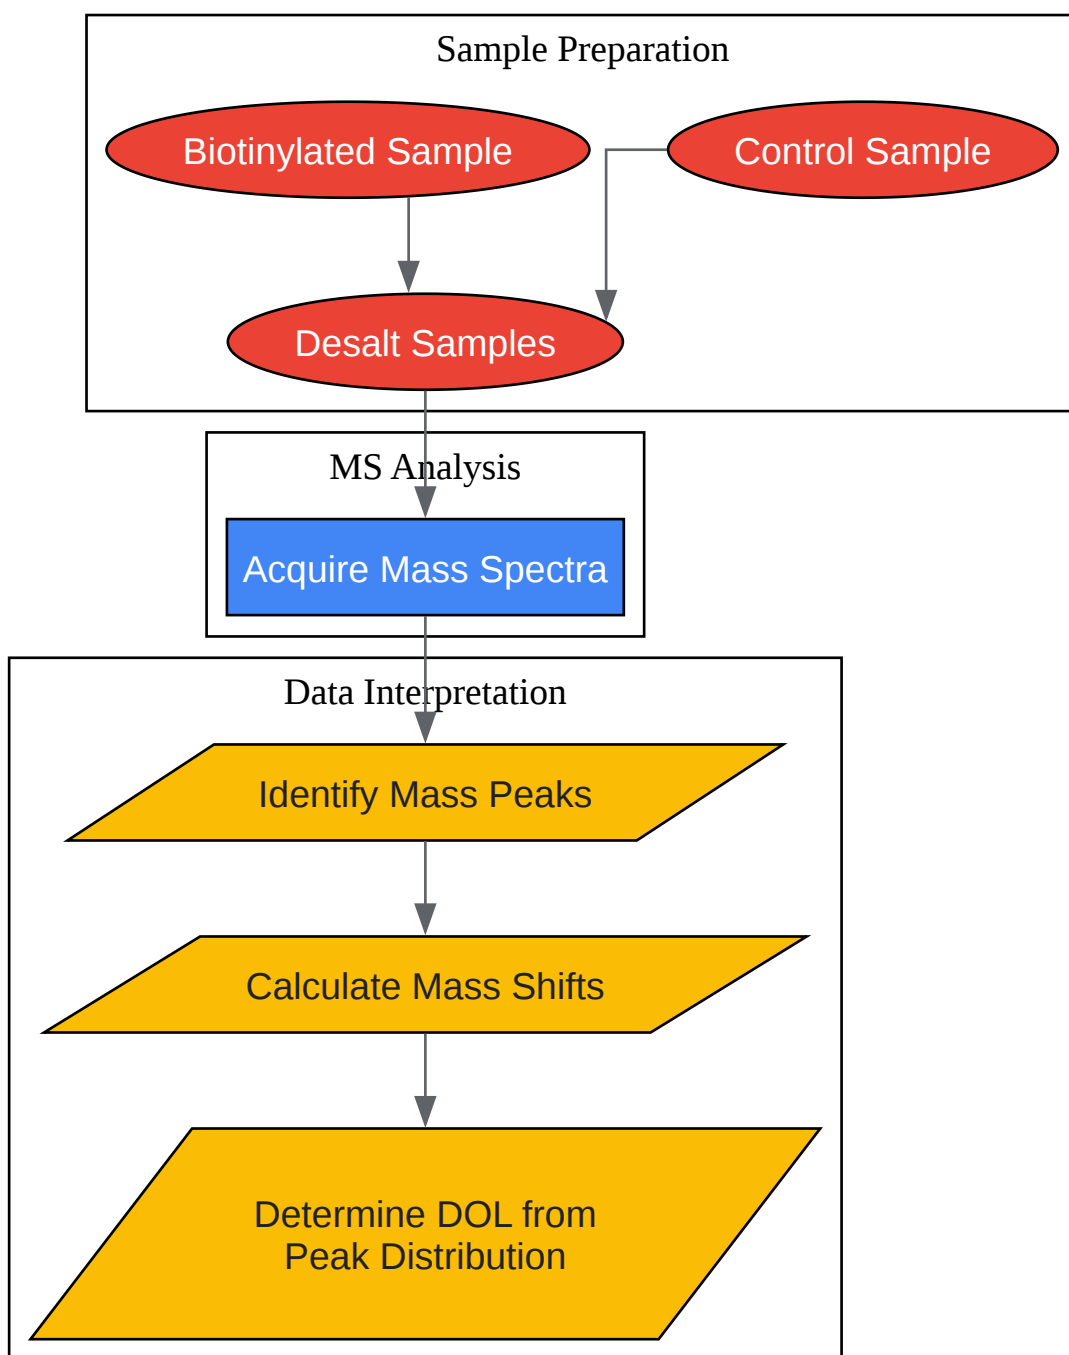 Sample Preparation
Biotinylated Sample
Control Sample
Desalt Samples
MS Analysis
Acquire Mass Spectra
Data Interpretation
Identify Mass Peaks
Calculate Mass Shifts
Determine DOL from
Peak Distribution